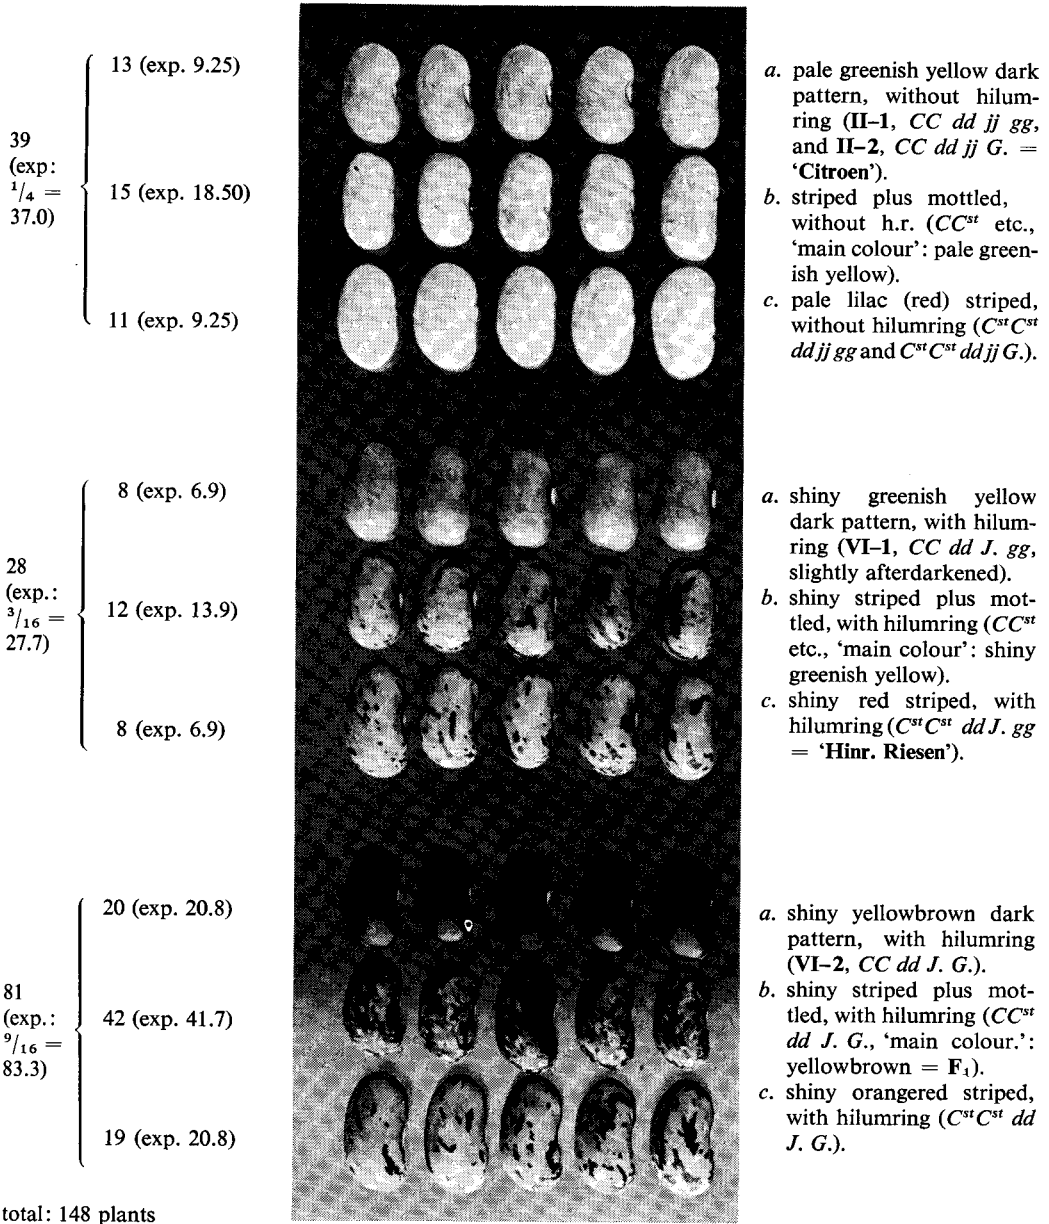 13 (exp. 9.25)
39
(exp:
1/4 =
37.0)
15 (exp. 18.50)
11 (exp. 9.25)
a. pale greenish yellow dark
pattern, without hilum-
ring (II–1, CC dd jj gg,
and II–2, CC dd jj G. =
‘Citroen’).
b. striped plus mottled,
without h.r. (CCst etc.,
‘main colour’: pale green-
ish yellow).
c. pale lilac (red) striped,
without hilumring (CstCst
dd jj gg and CstCst dd jj G.).
8 (exp. 6.9)
28
(exp.:
3/16 =
27.7)
12 (exp. 13.9)
8 (exp. 6.9)
a. shiny greenish yellow
dark pattern, with hilum-
ring (VI–1, CC dd J. gg,
slightly afterdarkened).
b. shiny striped plus mot-
tled, with hilumring (CCst
etc., ‘main colour’: shiny
greenish yellow).
c. shiny red striped, with
hilumring (CstCst dd J. gg
= ‘Hinr. Riesen’).
20 (exp. 20.8)
81
(exp.:
9/16 =
83.3)
42 (exp. 41.7)
19 (exp. 20.8)
a. shiny yellowbrown dark
pattern, with hilumring
(VI–2, CC dd J. G.).
b. shiny striped plus mot-
tled, with hilumring (CCst
dd J. G., ‘main colour.’:
yellowbrown = F1).
c. shiny orangered striped,
with hilumring (CstCst dd
J. G.).
total: 148 plants